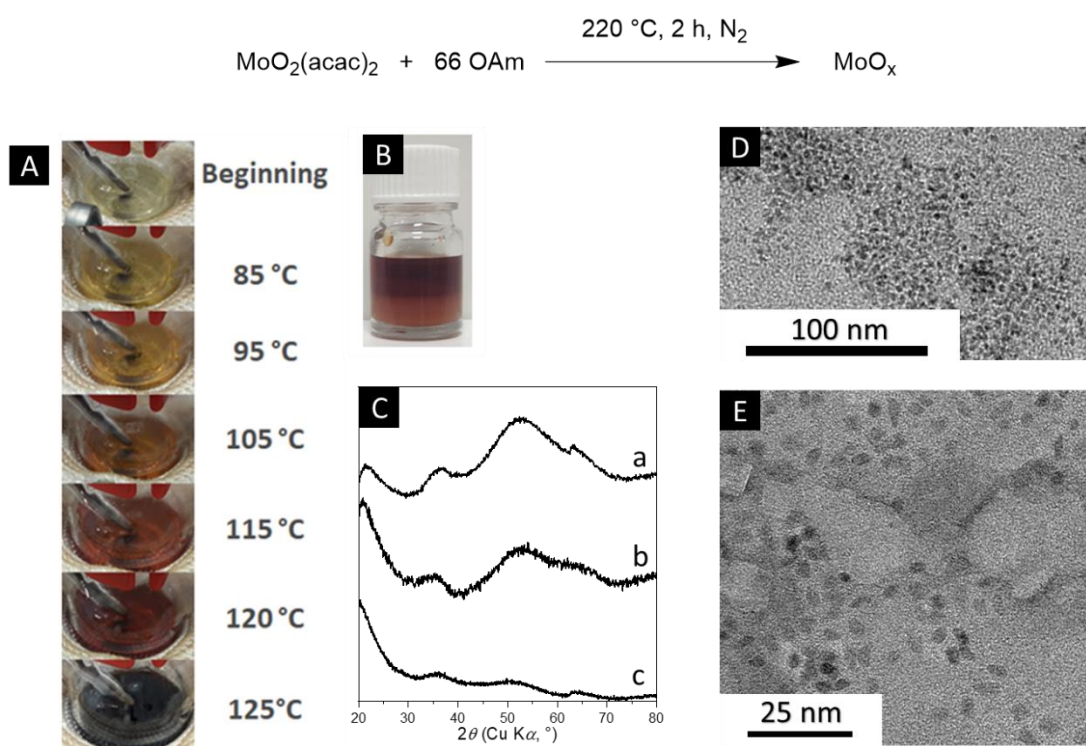 220 °C, 2 h, N₂
MoO₂(acac)₂ + 66 OAm MoOₓ
A
Beginning
85 °C
95 °C
105 °C
115 °C
120 °C
125°C
B
C
a
b
c
20 30 40 50 60 70 80
2θ (Cu Kα, °)
D
100 nm
E
25 nm